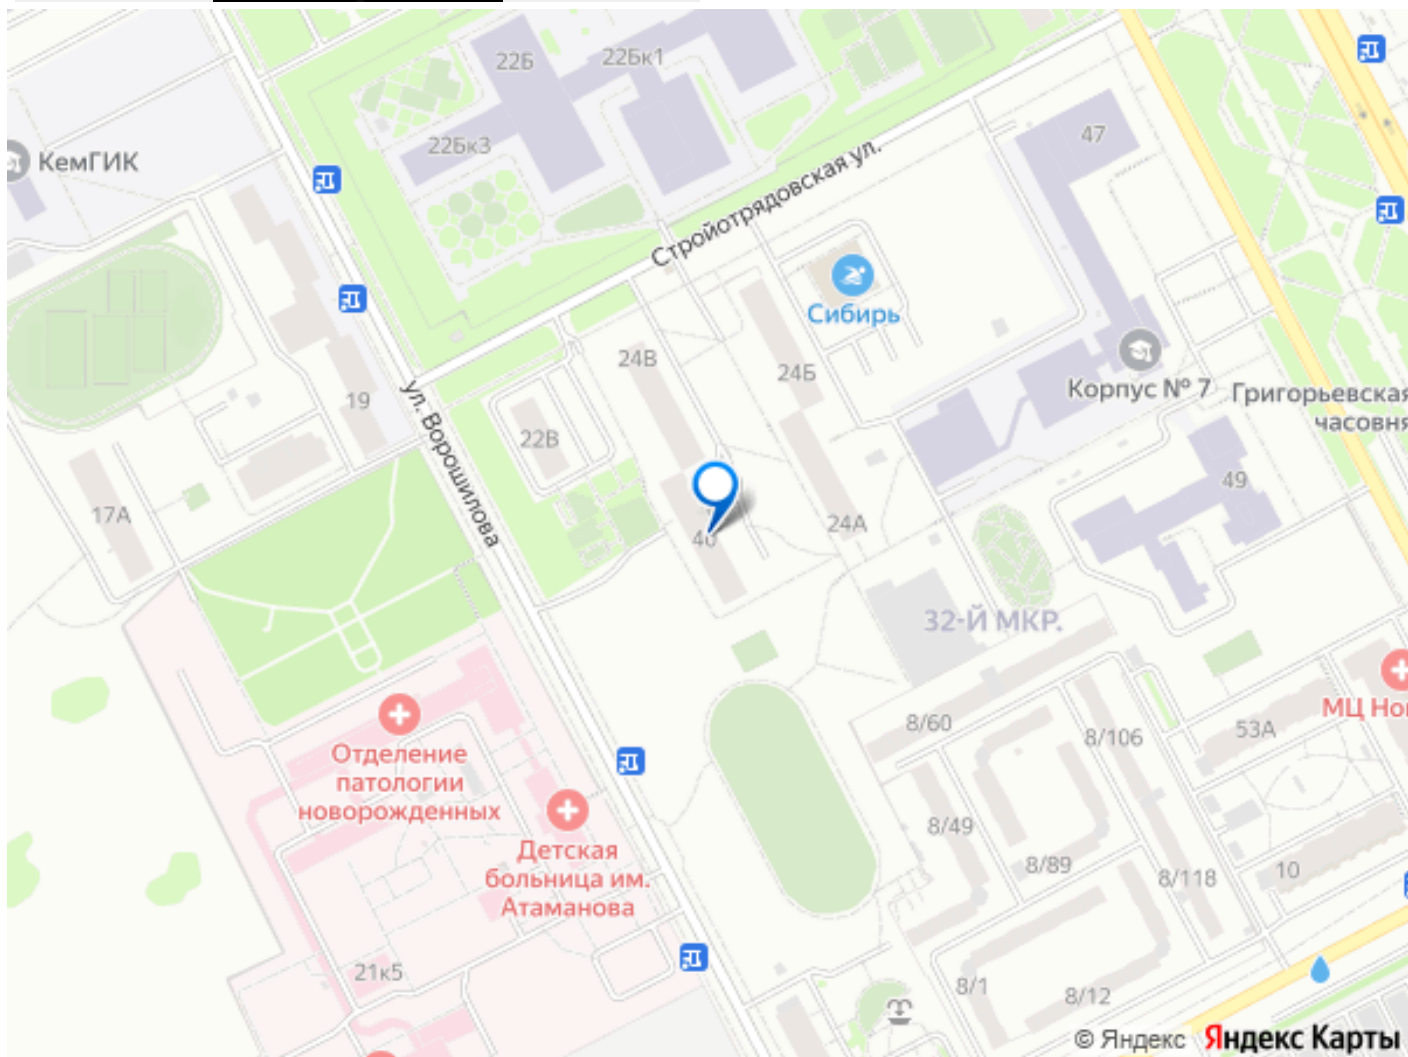 22Б
22Бк1
47
22Бк3
КемГИК
Стройотрядовская ул.
Сибирь
24В
24Б
Корпус № 7
Григорьевская
часовня
19
ул. Ворошилова
22В
49
17А
24А
40
32-Й МКР.
МЦ Но
8/60
8/106
53А
Отделение
патологии
новорожденных
8/49
Детская
больница им.
Атаманова
8/89
8/118
10
21к5
8/1
8/12
© Яндекс Яндекс Карты